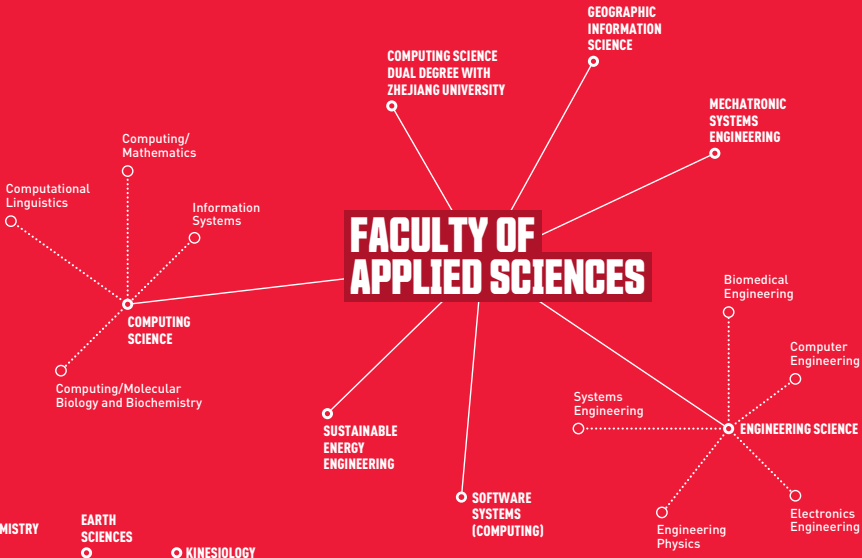 GEOGRAPHIC
INFORMATION
SCIENCE
COMPUTING SCIENCE
DUAL DEGREE WITH
ZHEJIANG UNIVERSITY
MECHATRONIC
SYSTEMS
ENGINEERING
Computing/
Mathematics
Computational
Linguistics
Information
Systems
FACULTY OF
APPLIED SCIENCES
COMPUTING
SCIENCE
Computing/Molecular
Biology and Biochemistry
Biomedical
Engineering
Computer
Engineering
Systems
Engineering
ENGINEERING SCIENCE
SUSTAINABLE
ENERGY
ENGINEERING
SOFTWARE
SYSTEMS
(COMPUTING)
Engineering
Physics
Electronics
Engineering
MISTRY
EARTH
SCIENCES
KINESIOLOGY